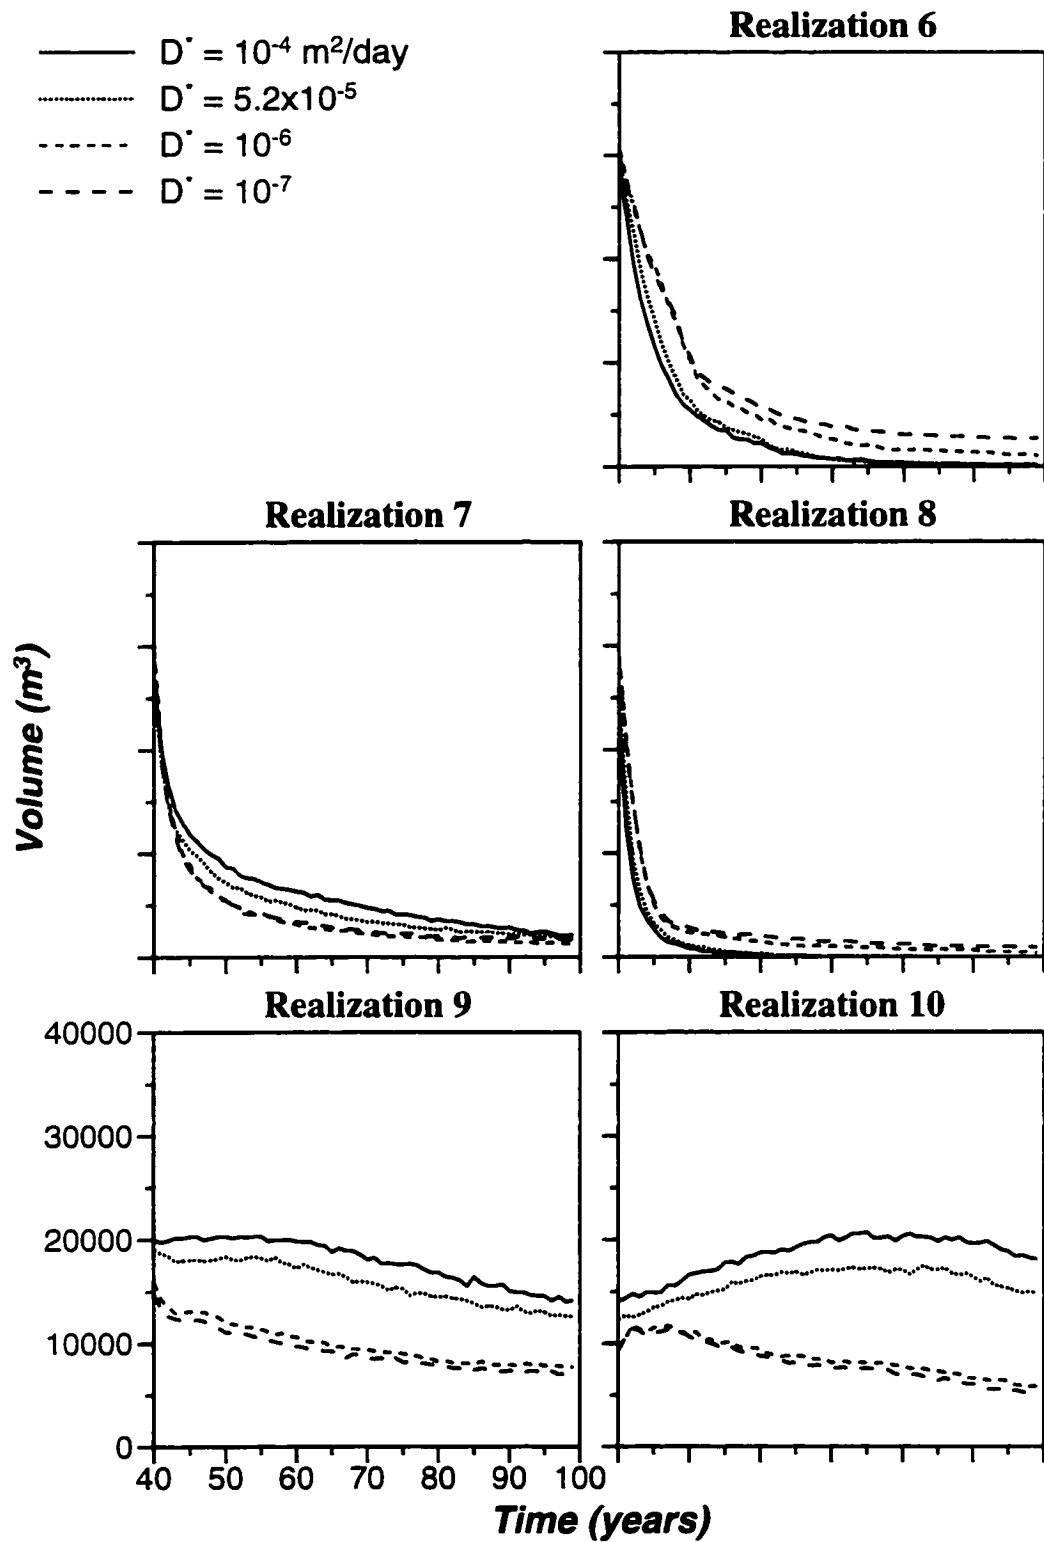 D* = 10⁻⁴ m²/day
D* = 5.2x10⁻⁵
D* = 10⁻⁶
D* = 10⁻⁷
Realization 6
Realization 7
Realization 8
Volume (m³)
Realization 9
Realization 10
40000
30000
20000
10000
0
40 50 60 70 80 90 100
Time (years)